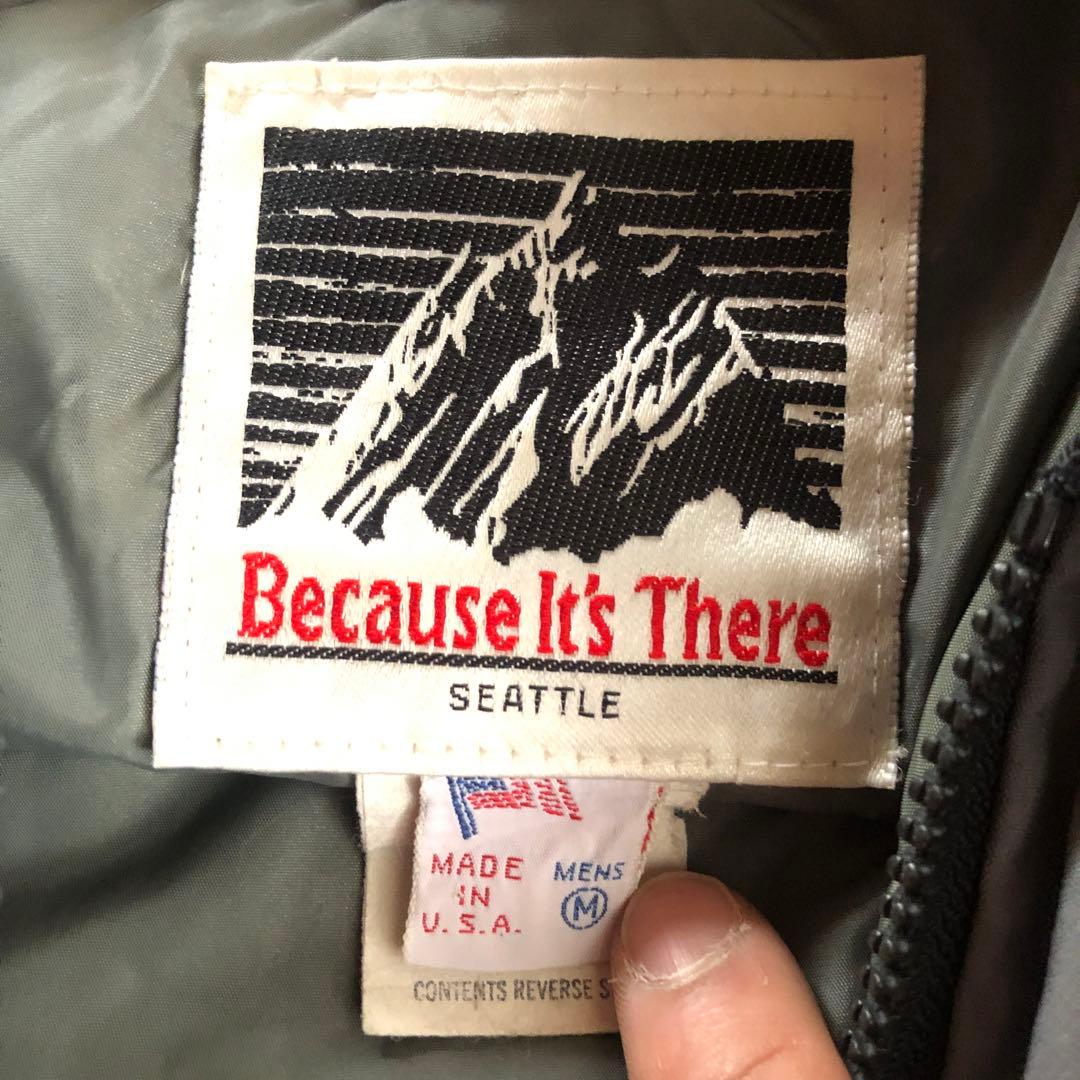 Because It's There
SEATTLE
MADE
IN
U.S.A.
MENS
M
CONTENTS REVERSE